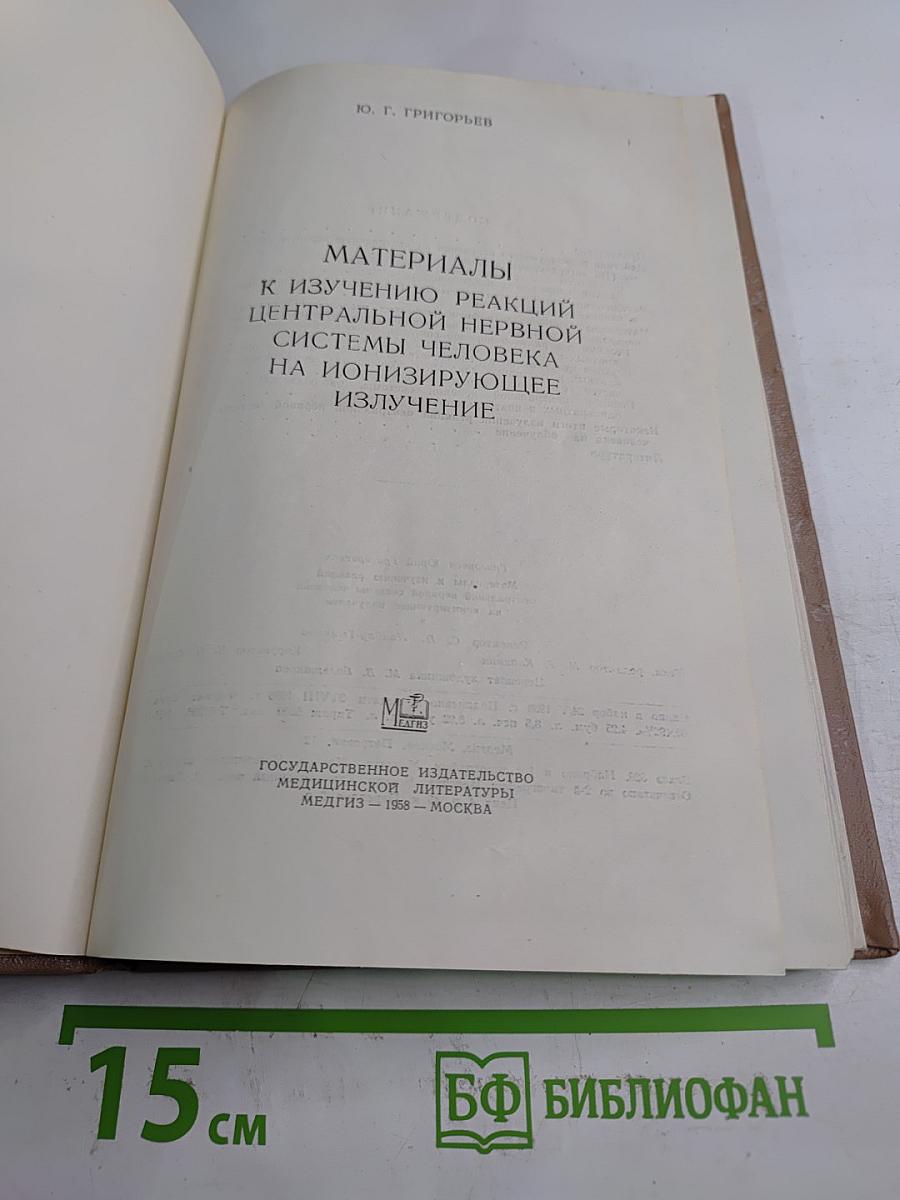 Ю. Г. ГРИГОРЬЕВ
МАТЕРИАЛЫ
К ИЗУЧЕНИЮ РЕАКЦИЙ
ЦЕНТРАЛЬНОЙ НЕРВНОЙ
СИСТЕМЫ ЧЕЛОВЕКА
НА ИОНИЗИРУЮЩЕЕ
ИЗЛУЧЕНИЕ
МЕДГИЗ
ГОСУДАРСТВЕННОЕ ИЗДАТЕЛЬСТВО
МЕДИЦИНСКОЙ ЛИТЕРАТУРЫ
МЕДГИЗ — 1958 — МОСКВА
15 см
БФ БИБЛИОФАН